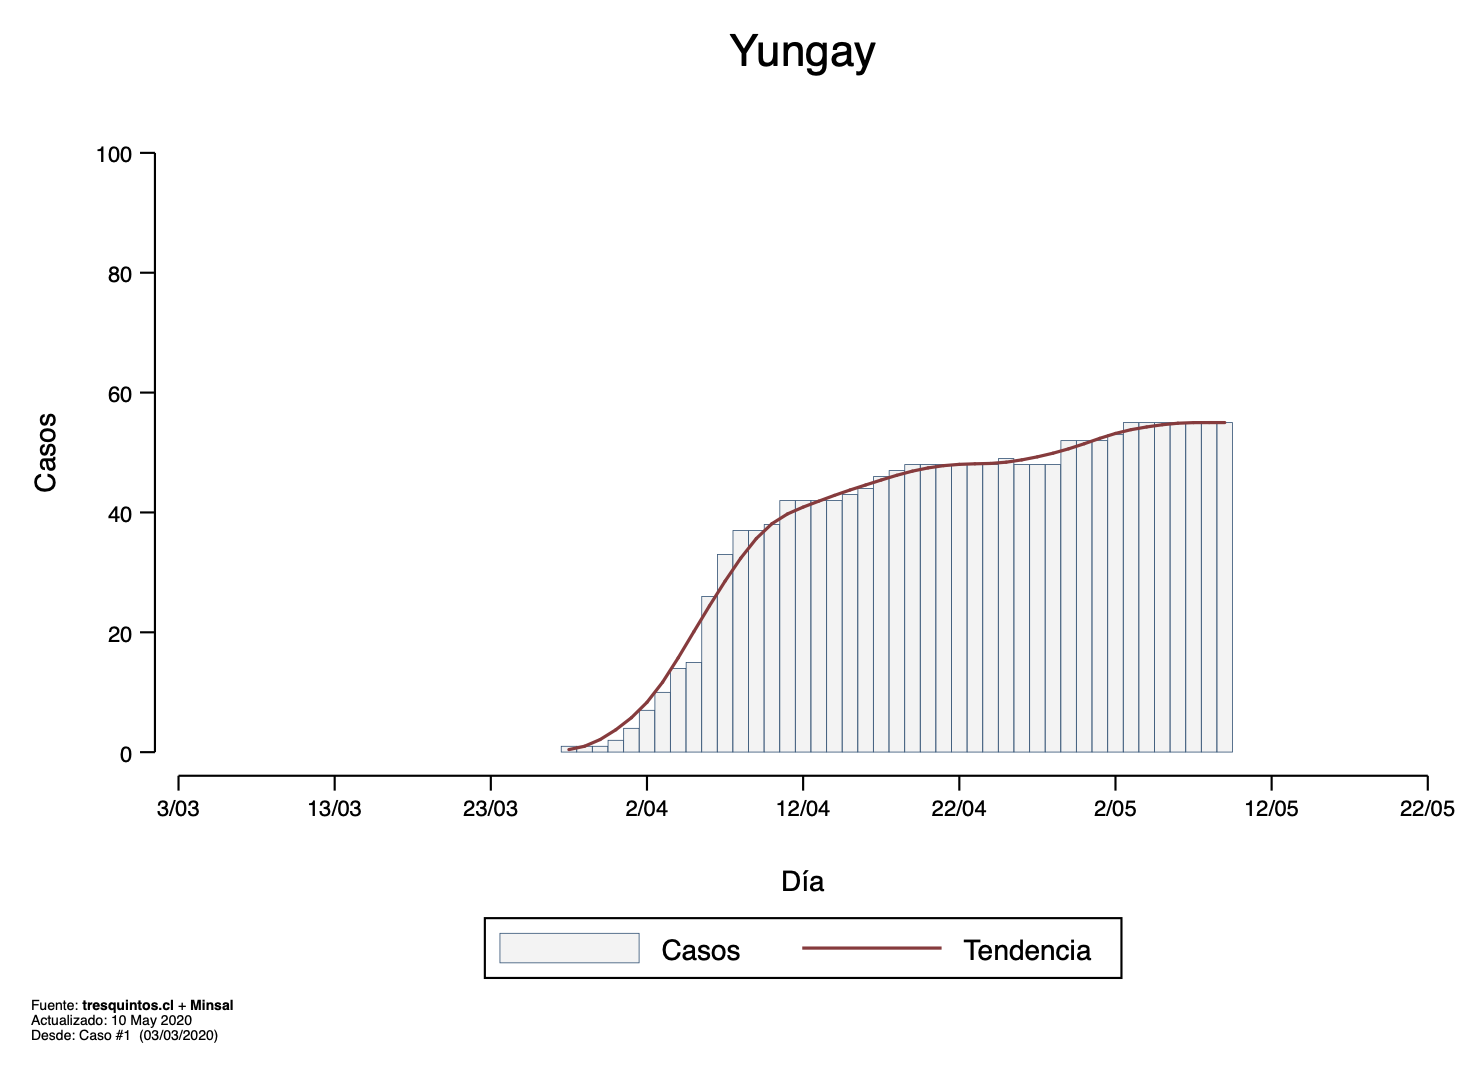 Yungay
100
80
60
40
20
0
Casos
3/03 13/03 23/03 2/04 12/04 22/04 2/05 12/05 22/05
Día
Casos Tendencia
Fuente: tresquintos.cl + Minsal
Actualizado: 10 May 2020
Desde: Caso #1 (03/03/2020)